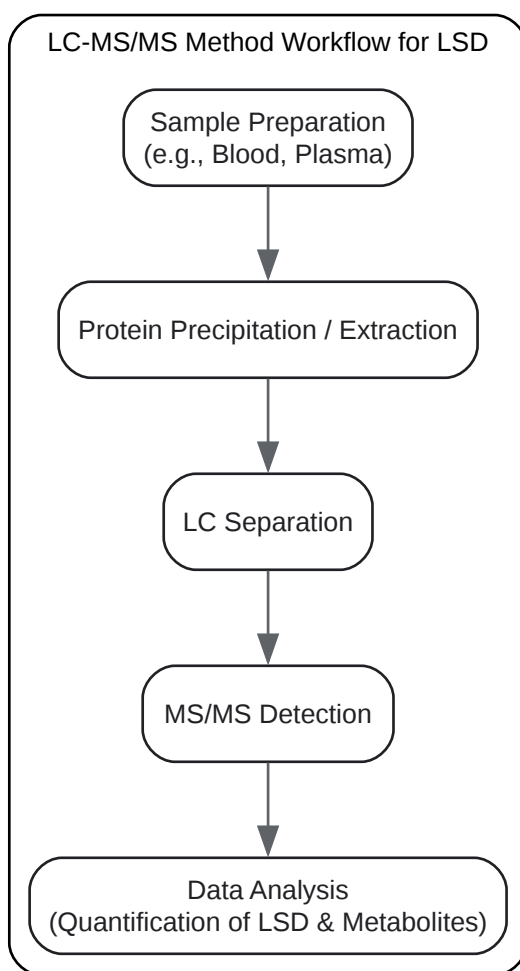 LC-MS/MS Method Workflow for LSD
Sample Preparation
(e.g., Blood, Plasma)
Protein Precipitation / Extraction
LC Separation
MS/MS Detection
Data Analysis
(Quantification of LSD & Metabolites)